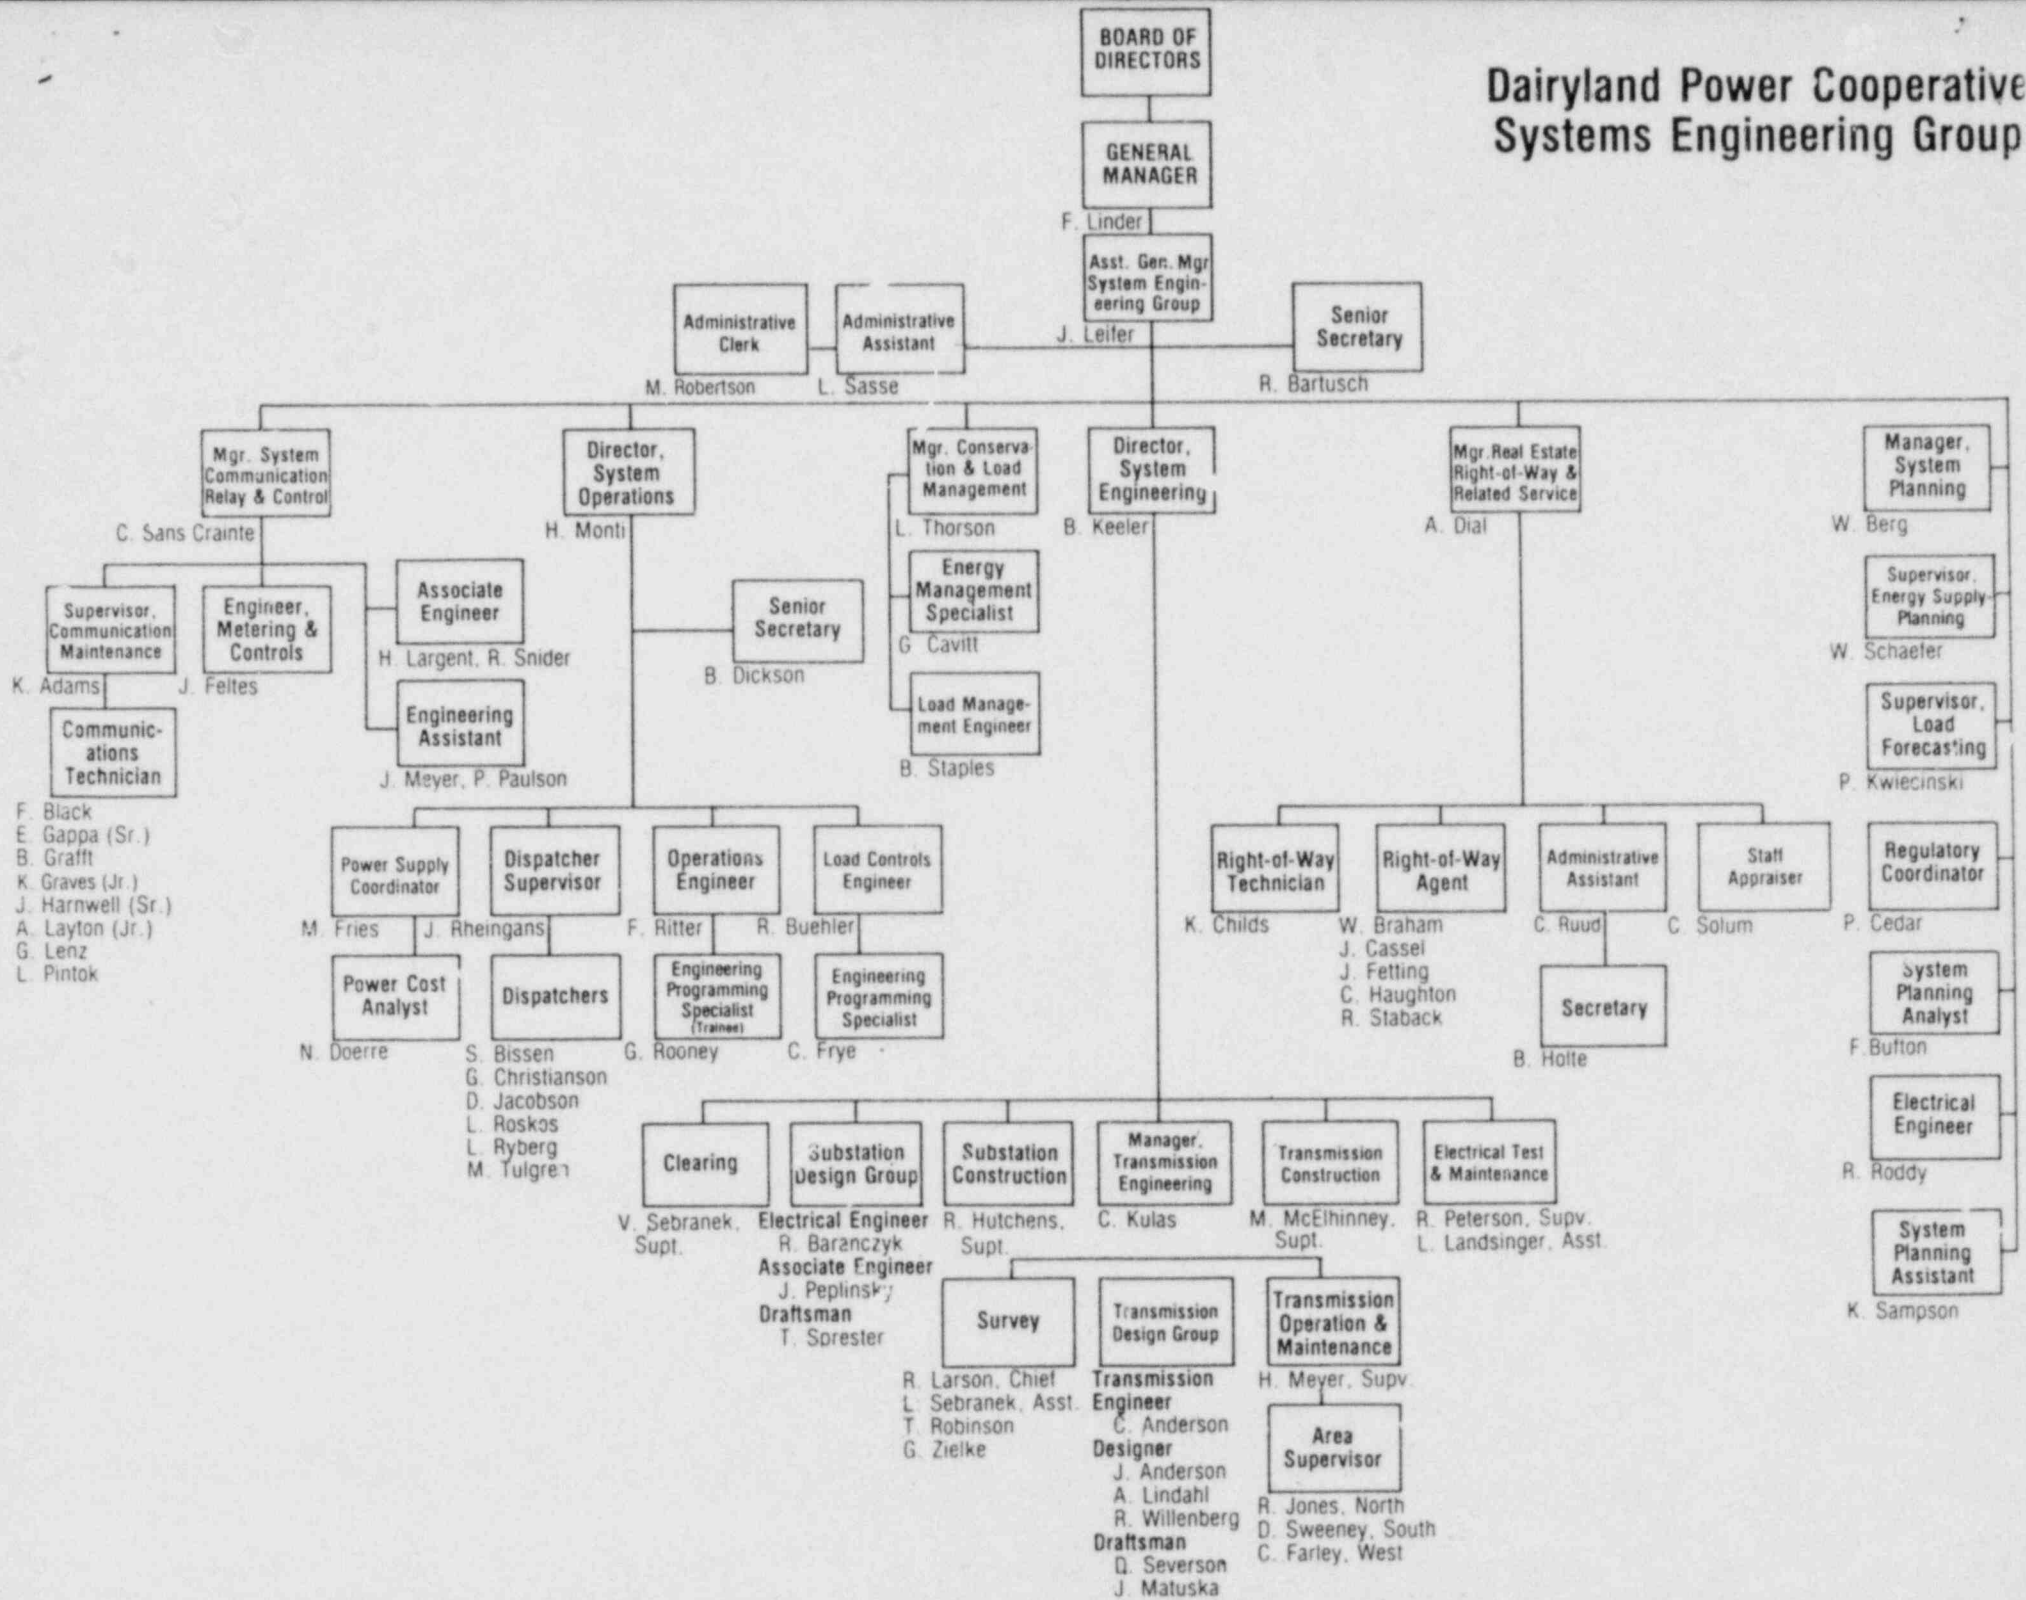 BOARD OF
DIRECTORS
Dairyland Power Cooperative
Systems Engineering Group
GENERAL
MANAGER
F. Linder
Asst. Gen. Mgr
System Engin-
eering Group
J. Leifer
Administrative
Clerk
M. Robertson
Administrative
Assistant
L. Sasse
Senior
Secretary
R. Bartusch
Mgr. System
Communication
Relay & Control
C. Sans Crainte
Director,
System
Operations
H. Monti
Mgr. Conserva-
tion & Load
Management
L. Thorson
Director,
System
Engineering
B. Keeler
Mgr. Real Estate
Right-of-Way &
Related Service
A. Dial
Manager,
System
Planning
W. Berg
Supervisor,
Communication
Maintenance
K. Adams
Engineer,
Metering &
Controls
J. Feltes
Associate
Engineer
H. Largent, R. Snider
Engineering
Assistant
J. Meyer, P. Paulson
Communic-
ations
Technician
F. Black
E. Gappa (Sr.)
B. Grafft
K. Graves (Jr.)
J. Harnwell (Sr.)
A. Layton (Jr.)
G. Lenz
L. Pintok
Senior
Secretary
B. Dickson
Energy
Management
Specialist
G. Cavitt
Load Manage-
ment Engineer
B. Staples
Supervisor,
Energy Supply-
Planning
W. Schaefer
Supervisor,
Load
Forecasting
P. Kwiecinski
Power Supply
Coordinator
M. Fries
Dispatcher
Supervisor
J. Rheingans
Operations
Engineer
F. Ritter
Load Controls
Engineer
R. Buehler
Power Cost
Analyst
N. Doerre
Dispatchers
S. Bissen
G. Christianson
D. Jacobson
L. Roskos
L. Ryberg
M. Tulgren
Engineering
Programming
Specialist
(Trainee)
G. Rooney
Engineering
Programming
Specialist
C. Frye
Right-of-Way
Technician
K. Childs
Right-of-Way
Agent
W. Braham
J. Cassel
J. Fetting
C. Haughton
R. Staback
Administrative
Assistant
C. Ruud
Staff
Appraiser
C. Solum
Secretary
B. Holte
Regulatory
Coordinator
P. Cedar
System
Planning
Analyst
F. Bufton
Electrical
Engineer
R. Roddy
System
Planning
Assistant
K. Sampson
Clearing
V. Sebranek,
Supt.
Substation
Design Group
Electrical Engineer
R. Baranczyk
Associate Engineer
J. Peplinsky
Draftsman
T. Sprester
Substation
Construction
R. Hutchens,
Supt.
Manager,
Transmission
Engineering
C. Kulas
Transmission
Construction
M. McElhinney,
Supt.
Electrical Test
& Maintenance
R. Peterson, Supv.
L. Landsinger, Asst.
Survey
R. Larson, Chief
L. Sebranek, Asst.
T. Robinson
G. Zielke
Transmission
Design Group
Transmission
Engineer
C. Anderson
Designer
J. Anderson
A. Lindahl
R. Willenberg
Draftsman
D. Severson
J. Matuska
Transmission
Operation &
Maintenance
H. Meyer, Supv.
Area
Supervisor
R. Jones, North
D. Sweeney, South
C. Farley, West